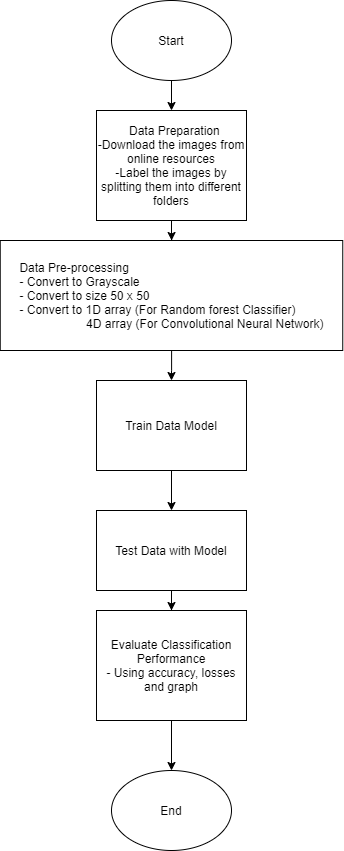 Start
Data Preparation
-Download the images from
online resources
-Label the images by
splitting them into different
folders
Data Pre-processing
- Convert to Grayscale
- Convert to size 50 x 50
- Convert to 1D array (For Random forest Classifier)
4D array (For Convolutional Neural Network)
Train Data Model
Test Data with Model
Evaluate Classification
Performance
- Using accuracy, losses
and graph
End